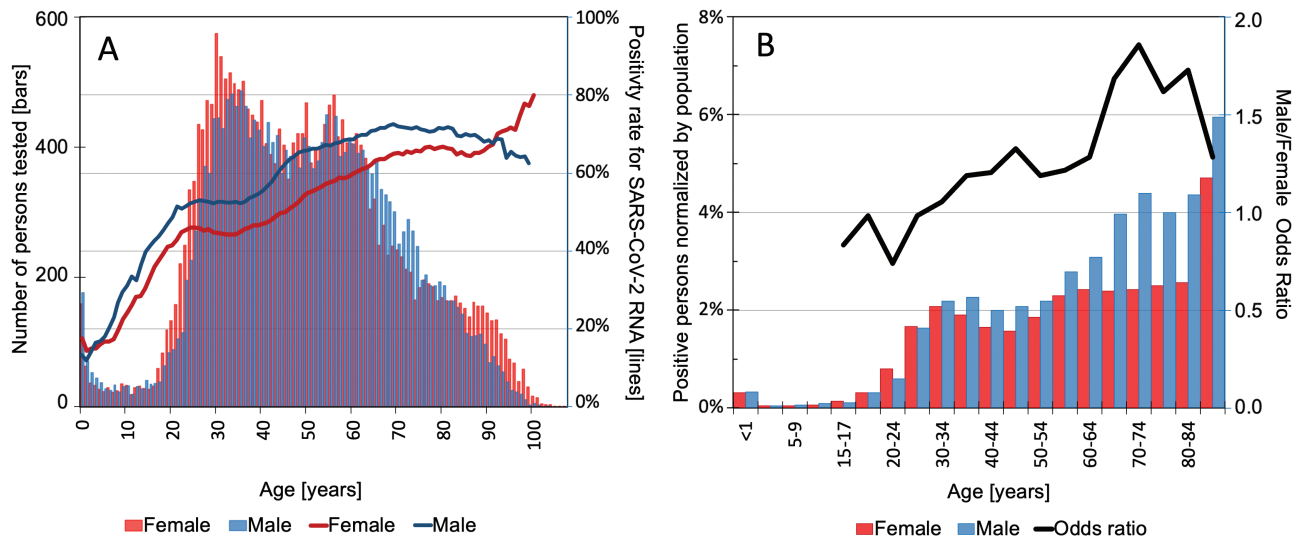 A
Number of persons tested [bars]
600
400
200
0
100%
80%
60%
40%
20%
0%
Positivty rate for SARS-CoV-2 RNA [lines]
0 10 20 30 40 50 60 70 80 90 100
Age [years]
Female Male Female Male
B
Positive persons normalized by population
8%
6%
4%
2%
0%
2.0
1.5
1.0
0.5
0.0
Male/Female Odds Ratio
<1 5-9 15-17 20-24 30-34 40-44 50-54 60-64 70-74 80-84
Age [years]
Female Male Odds ratio